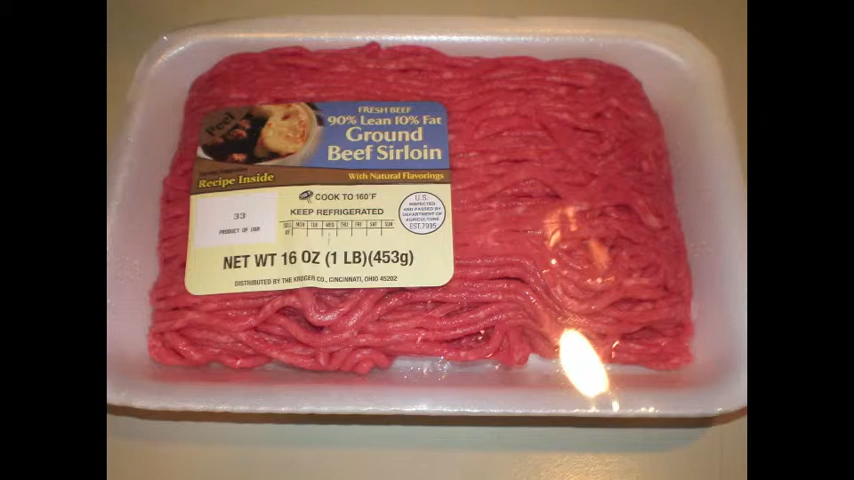 Peel
FRESH BEEF
90% Lean 10% Fat
Ground
Beef Sirloin
Recipe Inside
With Natural Flavorings
COOK TO 160°F
KEEP REFRIGERATED
33
PRODUCT OF USA
SELL BY MON TUE WED THU FRI SAT SUN
U.S.
INSPECTED
AND PASSED BY
DEPARTMENT OF
AGRICULTURE
EST.7995
NET WT 16 OZ (1 LB)(453g)
DISTRIBUTED BY THE KROGER CO., CINCINNATI, OHIO 45202